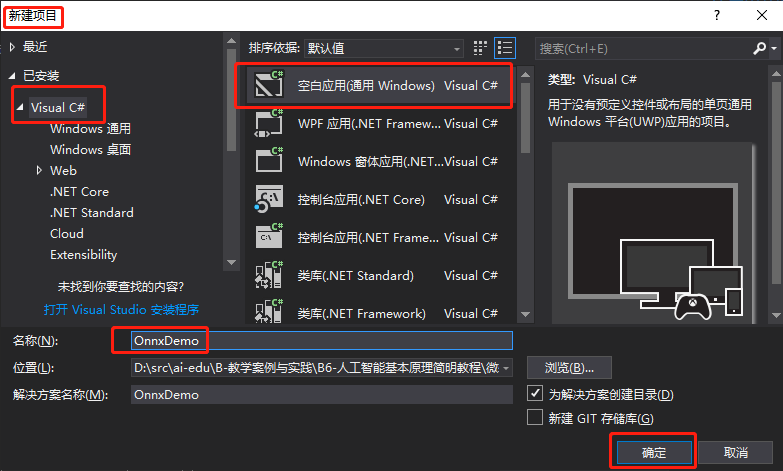 新建项目
最近
已安装
Visual C#
Windows 通用
Windows 桌面
Web
.NET Core
.NET Standard
Cloud
Extensibility
未找到你要查找的内容?
打开 Visual Studio 安装程序
排序依据: 默认值
空白应用(通用 Windows) Visual C#
WPF 应用(.NET Framew... Visual C#
Windows 窗体应用(.NET... Visual C#
控制台应用(.NET Core) Visual C#
控制台应用(.NET Frame... Visual C#
类库(.NET Standard) Visual C#
类库(.NET Framework) Visual C#
搜索(Ctrl+E)
类型: Visual C#
用于没有预定义控件或布局的单页通用
Windows 平台(UWP)应用的项目。
名称(N): OnnxDemo
位置(L): D:\src\ai-edu\B-教学案例与实践\B6-人工智能基本原理简明教程\微
浏览(B)...
解决方案名称(M): OnnxDemo
为解决方案创建目录(D)
新建 GIT 存储库(G)
确定
取消